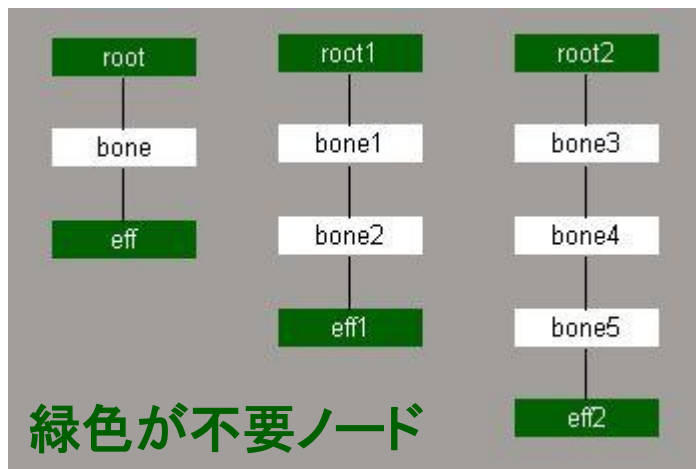 root
bone
eff
root1
bone1
bone2
eff1
root2
bone3
bone4
bone5
eff2
緑色が不要ノード